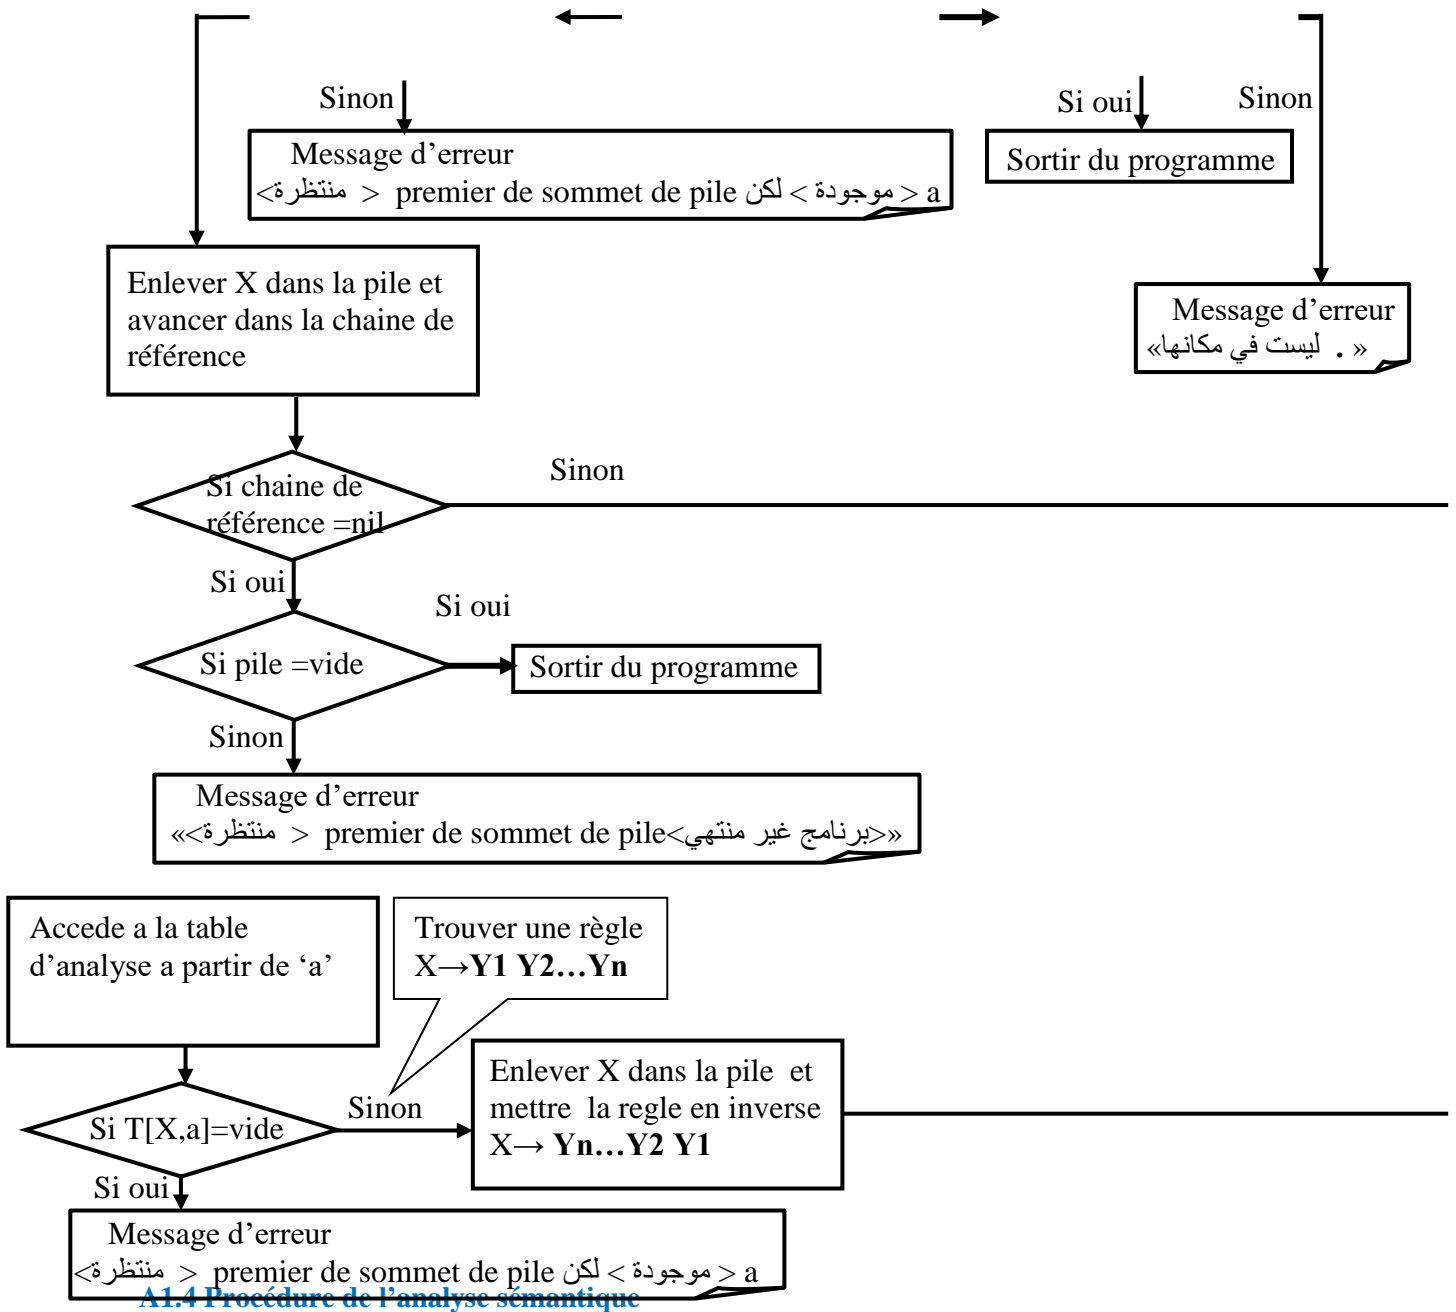 Sinon
Si oui
Sinon
Message d’erreur
a > موجودة < لكن premier de sommet de pile > منتظرة<
Sortir du programme
Enlever X dans la pile et
avancer dans la chaine de
référence
Message d’erreur
« . ليست في مكانها»
Si chaine de
référence =nil
Sinon
Si oui
Si oui
Si pile =vide
Sortir du programme
Sinon
Message d’erreur
«<برنامج غير منتهي>premier de sommet de pile > منتظرة<»
Accede a la table
d’analyse a partir de ‘a’
Trouver une règle
X→Y1 Y2…Yn
Si T[X,a]=vide
Sinon
Enlever X dans la pile et
mettre la regle en inverse
X→ Yn…Y2 Y1
Si oui
Message d’erreur
a > موجودة < لكن premier de sommet de pile > منتظرة<
A1.4 Procédure de l’analyse sémantique